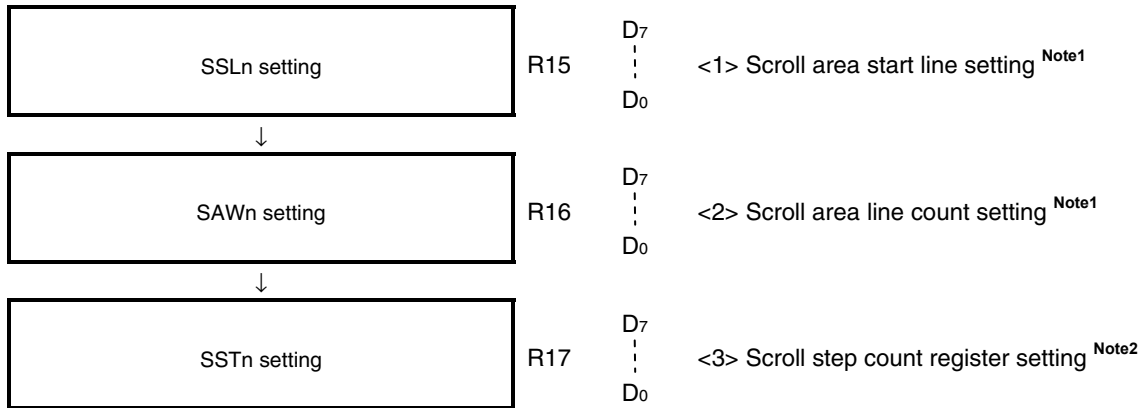 D7
SSLn setting R15 <1> Scroll area start line setting Note1
D0
↓
D7
SAWn setting R16 <2> Scroll area line count setting Note1
D0
↓
D7
SSTn setting R17 <3> Scroll step count register setting Note2
D0